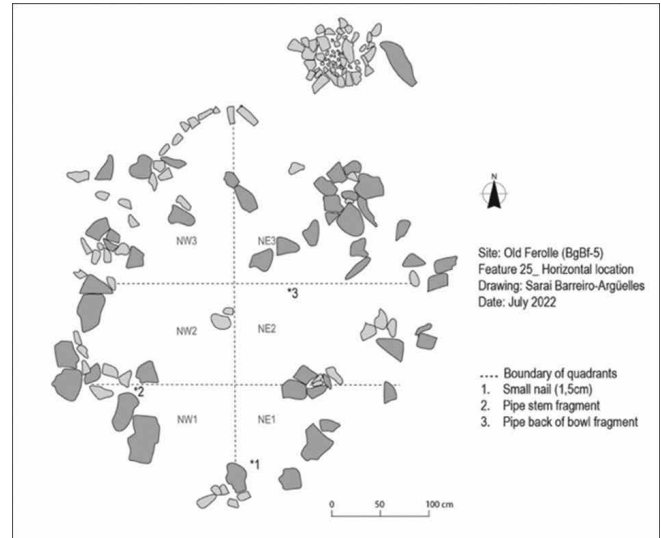 N
NW3
NE3
Site: Old Ferolle (BgBf-5)
Feature 25_ Horizontal location
Drawing: Sarai Barreiro-Argüelles
Date: July 2022
*3
NW2
NE2
---- Boundary of quadrants
1. Small nail (1,5cm)
2. Pipe stem fragment
3. Pipe back of bowl fragment
*2
NW1
NE1
*1
0 50 100 cm